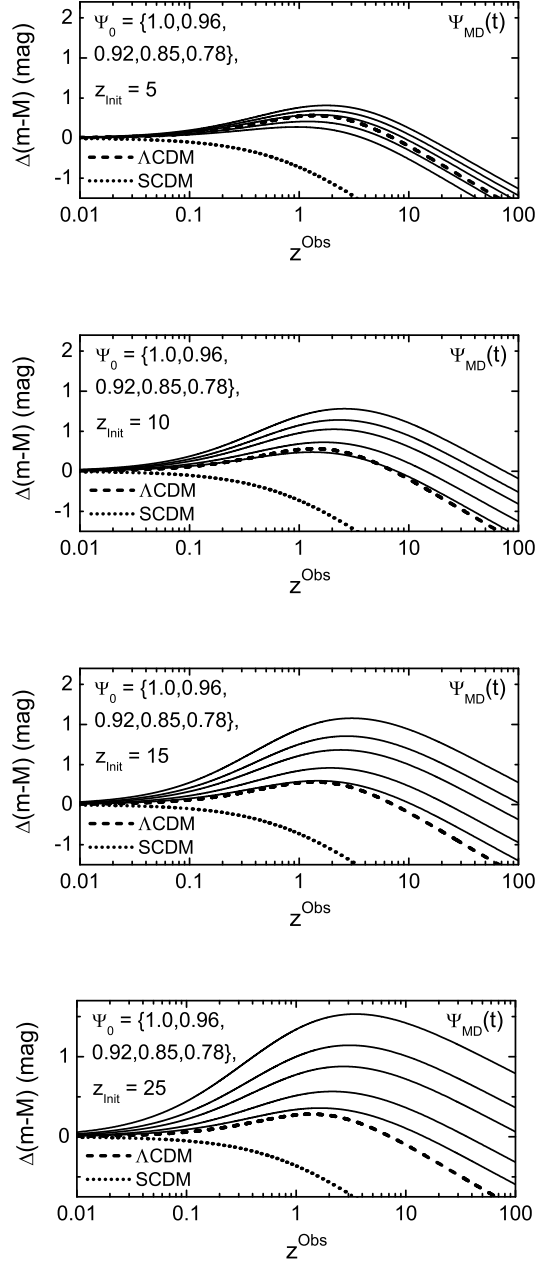 Ψ0 = {1.0,0.96, ΨMD(t)
0.92,0.85,0.78},
zInit = 5
2
1
1
0
-1
Δ(m-M) (mag)
ΛCDM
SCDM
0.01 0.1 1 10 100
zObs
Ψ0 = {1.0,0.96, ΨMD(t)
0.92,0.85,0.78},
zInit = 10
2
1
1
0
-1
Δ(m-M) (mag)
ΛCDM
SCDM
0.01 0.1 1 10 100
zObs
Ψ0 = {1.0,0.96, ΨMD(t)
0.92,0.85,0.78},
zInit = 15
2
1
1
0
-1
Δ(m-M) (mag)
ΛCDM
SCDM
0.01 0.1 1 10 100
zObs
Ψ0 = {1.0,0.96, ΨMD(t)
0.92,0.85,0.78},
zInit = 25
1
0
Δ(m-M) (mag)
ΛCDM
SCDM
0.01 0.1 1 10 100
zObs